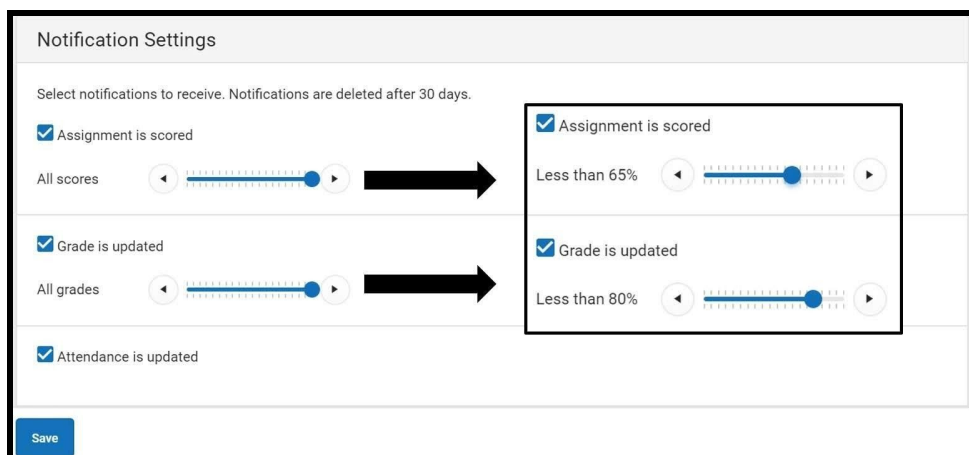 Notification Settings
Select notifications to receive. Notifications are deleted after 30 days.
Assignment is scored
All scores
Assignment is scored
Less than 65%
Grade is updated
All grades
Grade is updated
Less than 80%
Attendance is updated
Save